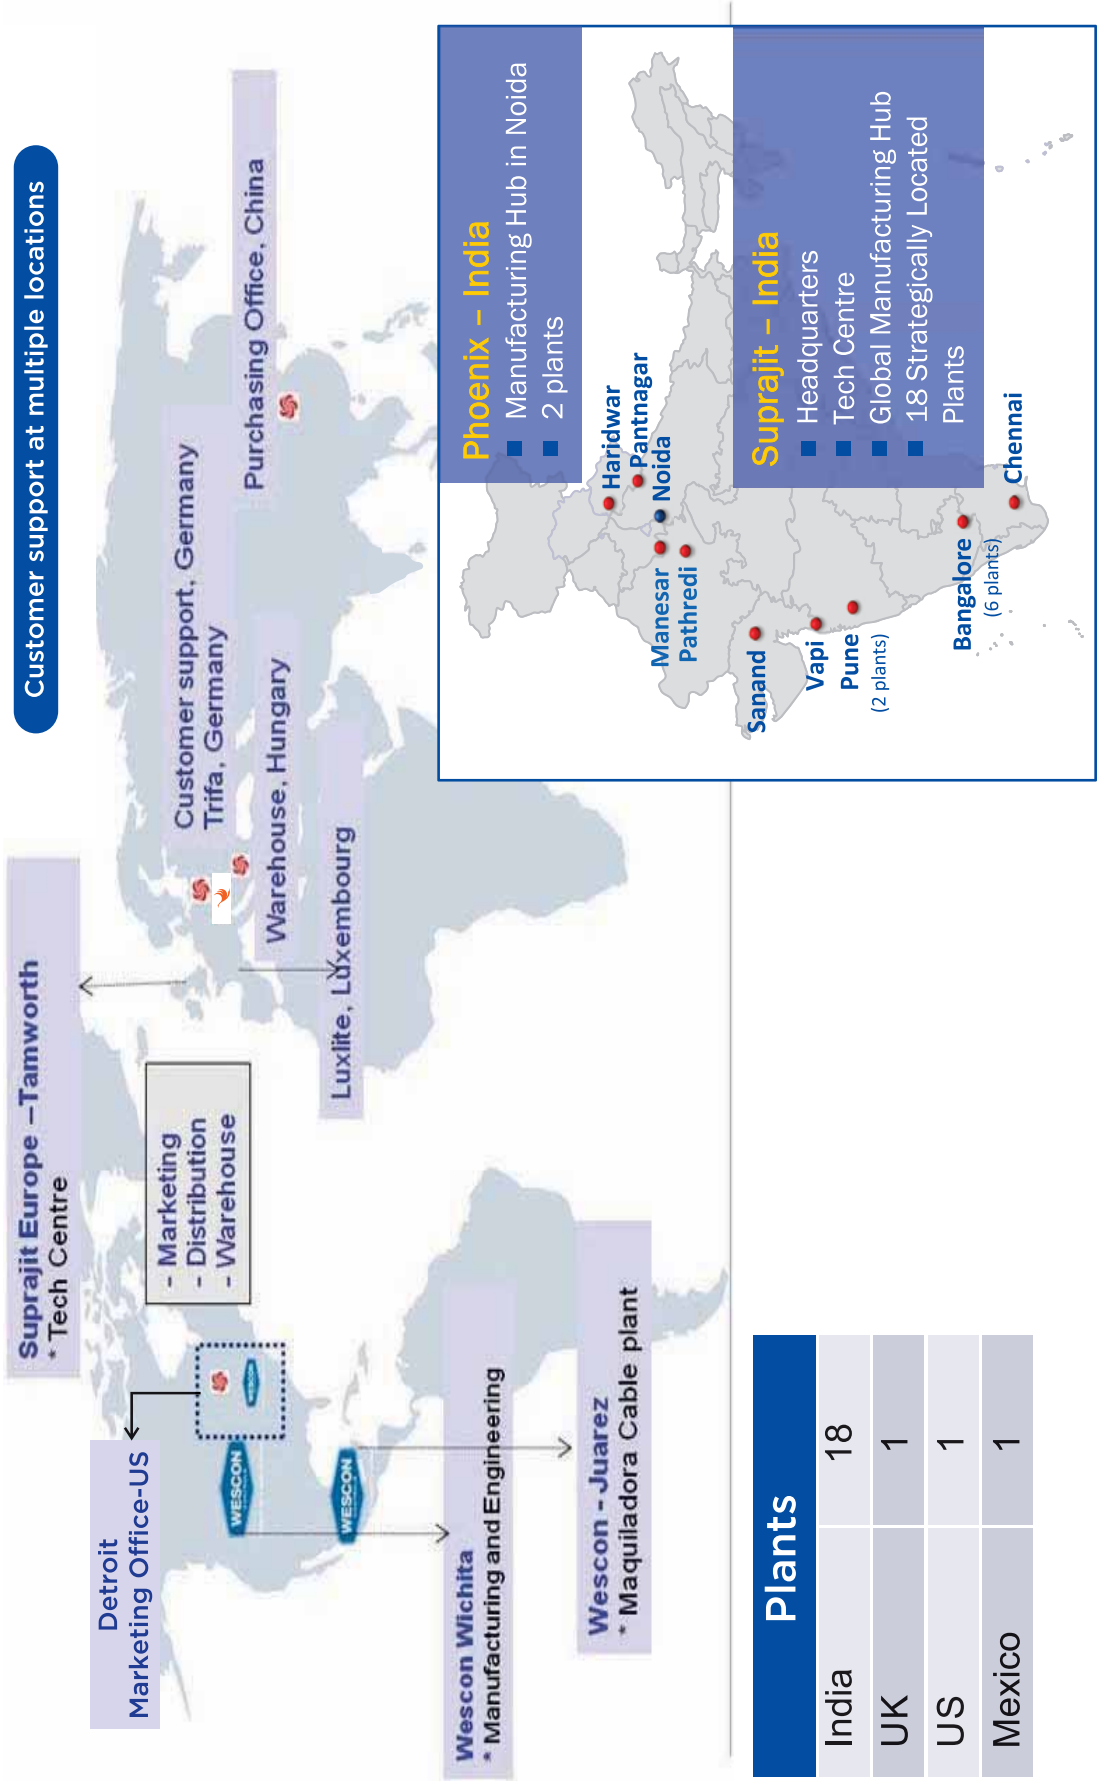 Customer support at multiple locations
Suprajit Europe –Tamworth
* Tech Centre
Detroit
Marketing Office-US
- Marketing
- Distribution
- Warehouse
Customer support, Germany
Trifa, Germany
Purchasing Office, China
Warehouse, Hungary
Luxlite, Luxembourg
WESCON
WESCON
WESCON
Wescon Wichita
* Manufacturing and Engineering
Wescon - Juarez
* Maquiladora Cable plant
Phoenix – India
Manufacturing Hub in Noida
2 plants
Haridwar
Pantnagar
Noida
Manesar
Pathredi
Sanand
Vapi
Pune
(2 plants)
Bangalore
(6 plants)
Chennai
Suprajit – India
Headquarters
Tech Centre
Global Manufacturing Hub
18 Strategically Located
Plants
Plants
India 18
UK 1
US 1
Mexico 1